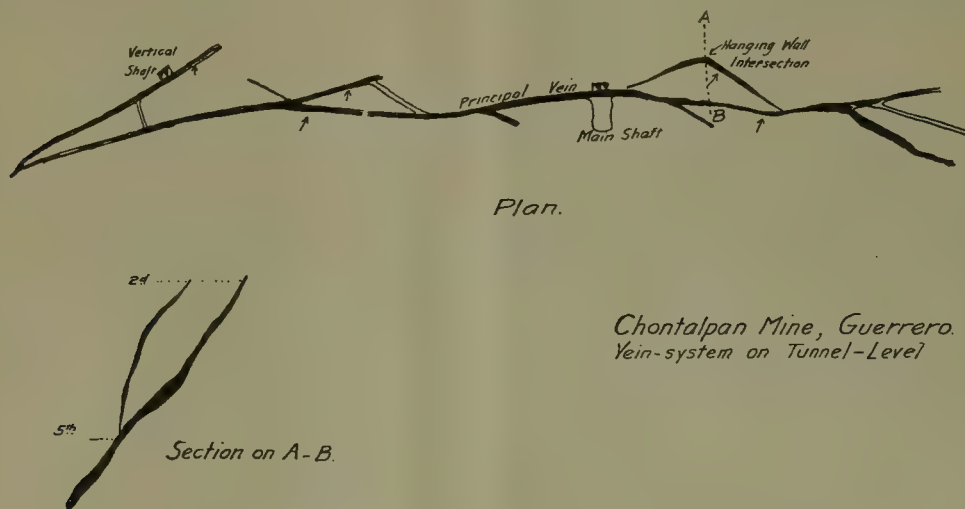 A
Vertical
Shaft
Hanging Wall
Intersection
Principal Vein
B
Main Shaft
Plan.
2d
Chontalpan Mine, Guerrero.
Vein-system on Tunnel-Level
5th
Section on A-B.